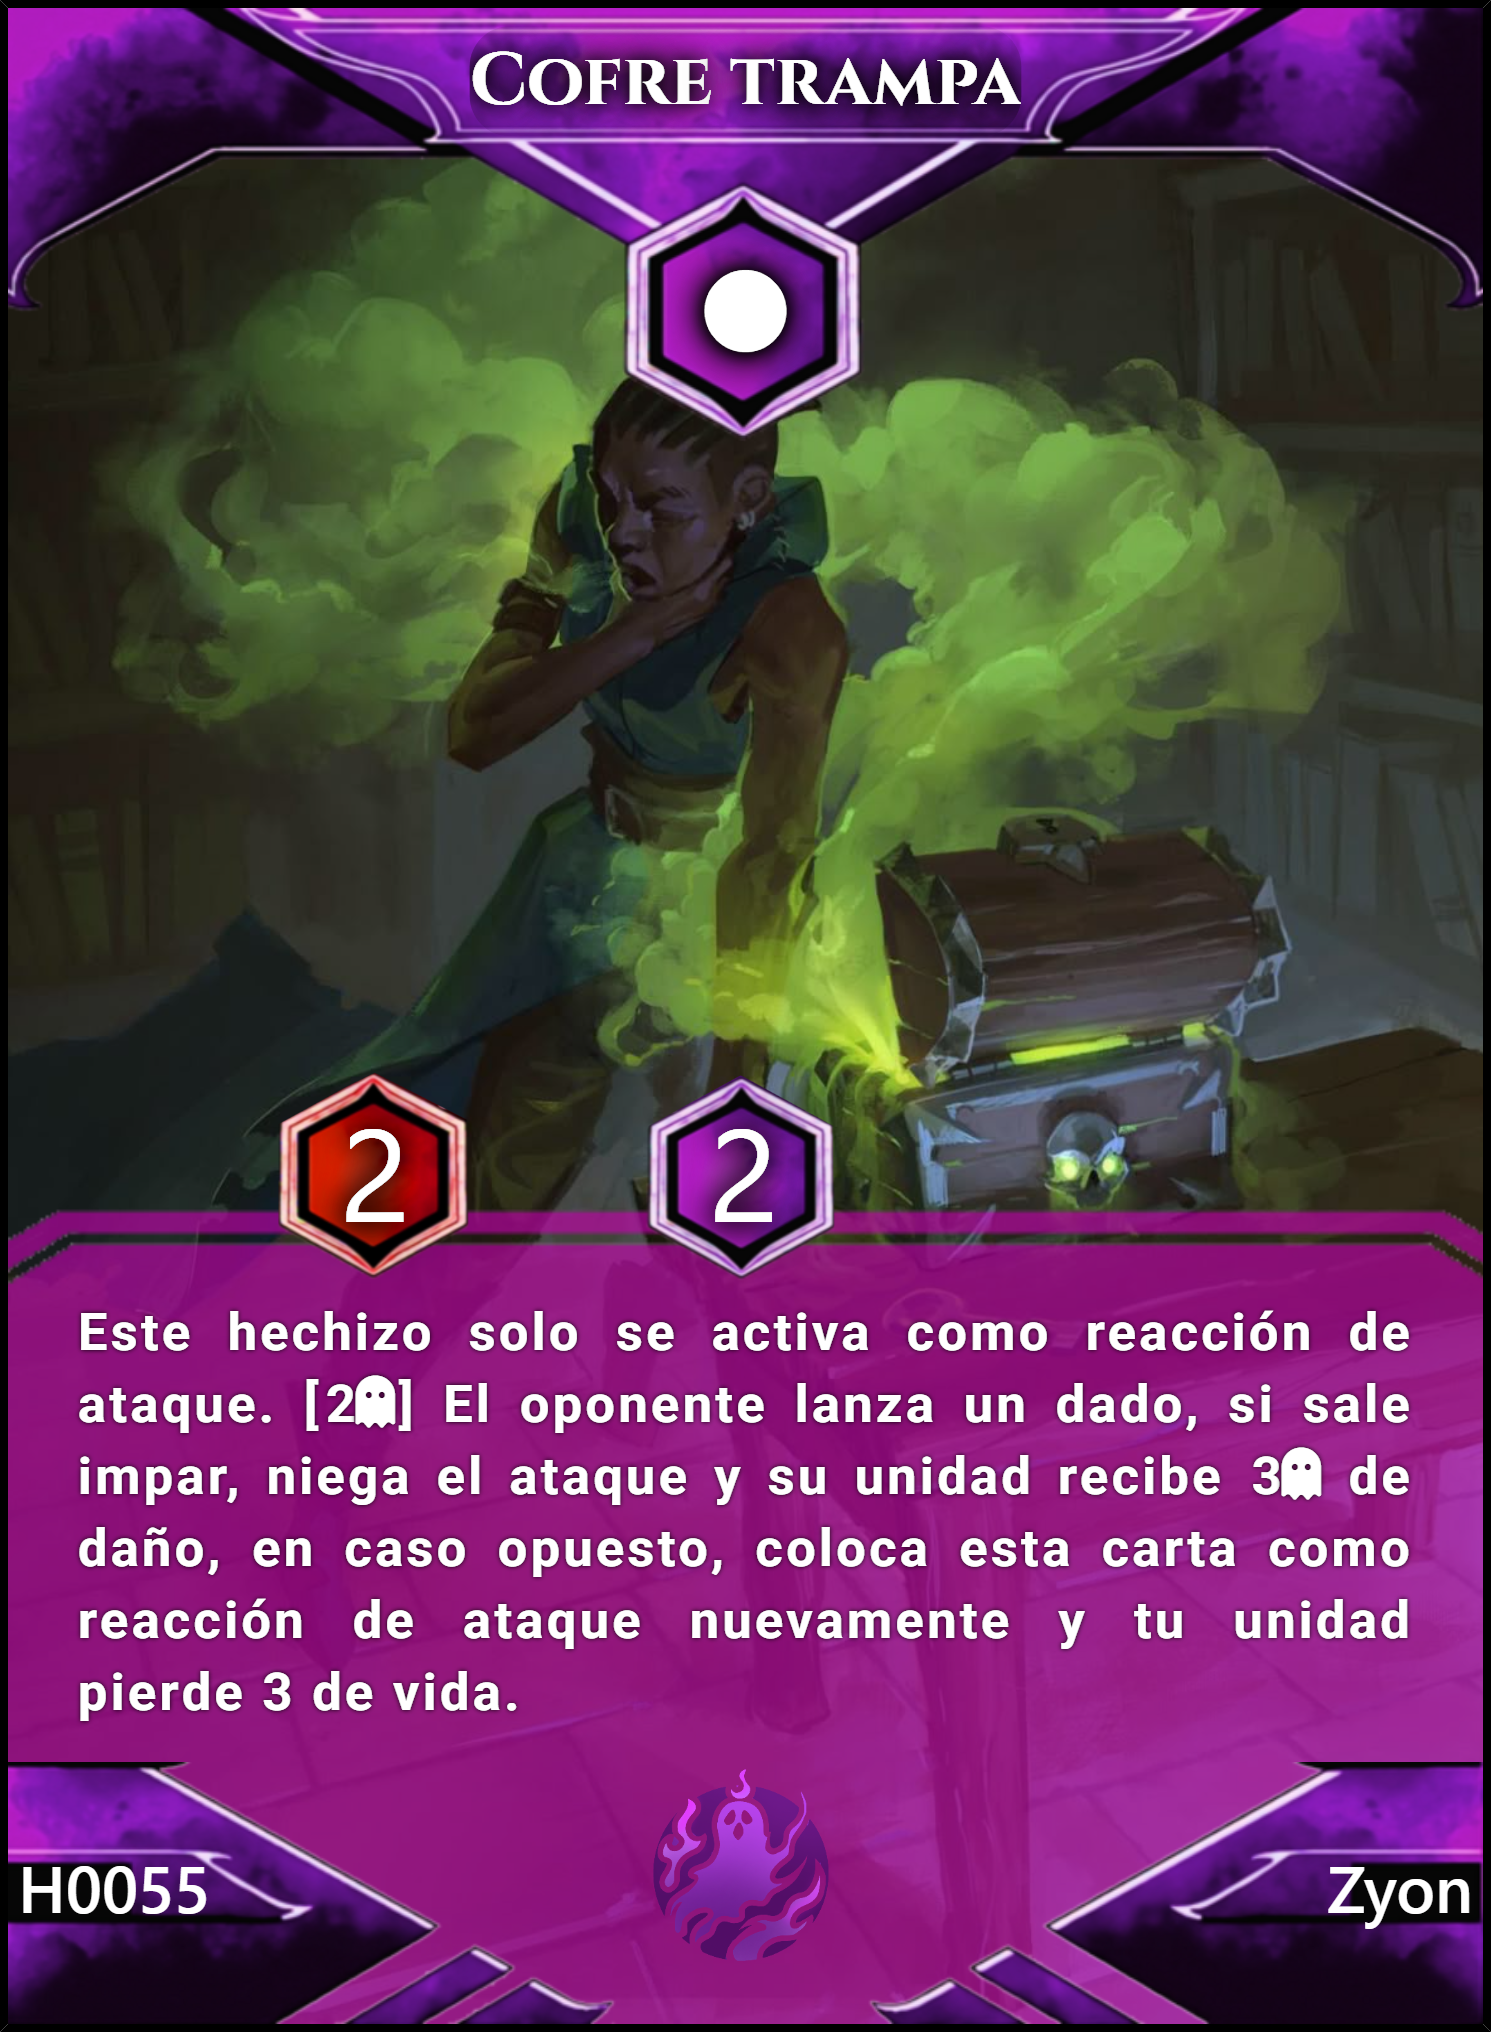 Cofre trampa
2 2
Este hechizo solo se activa como reacción de
ataque. [2] El oponente lanza un dado, si sale
impar, niega el ataque y su unidad recibe 3 de
daño, en caso opuesto, coloca esta carta como
reacción de ataque nuevamente y tu unidad
pierde 3 de vida.
H0055
Zyon